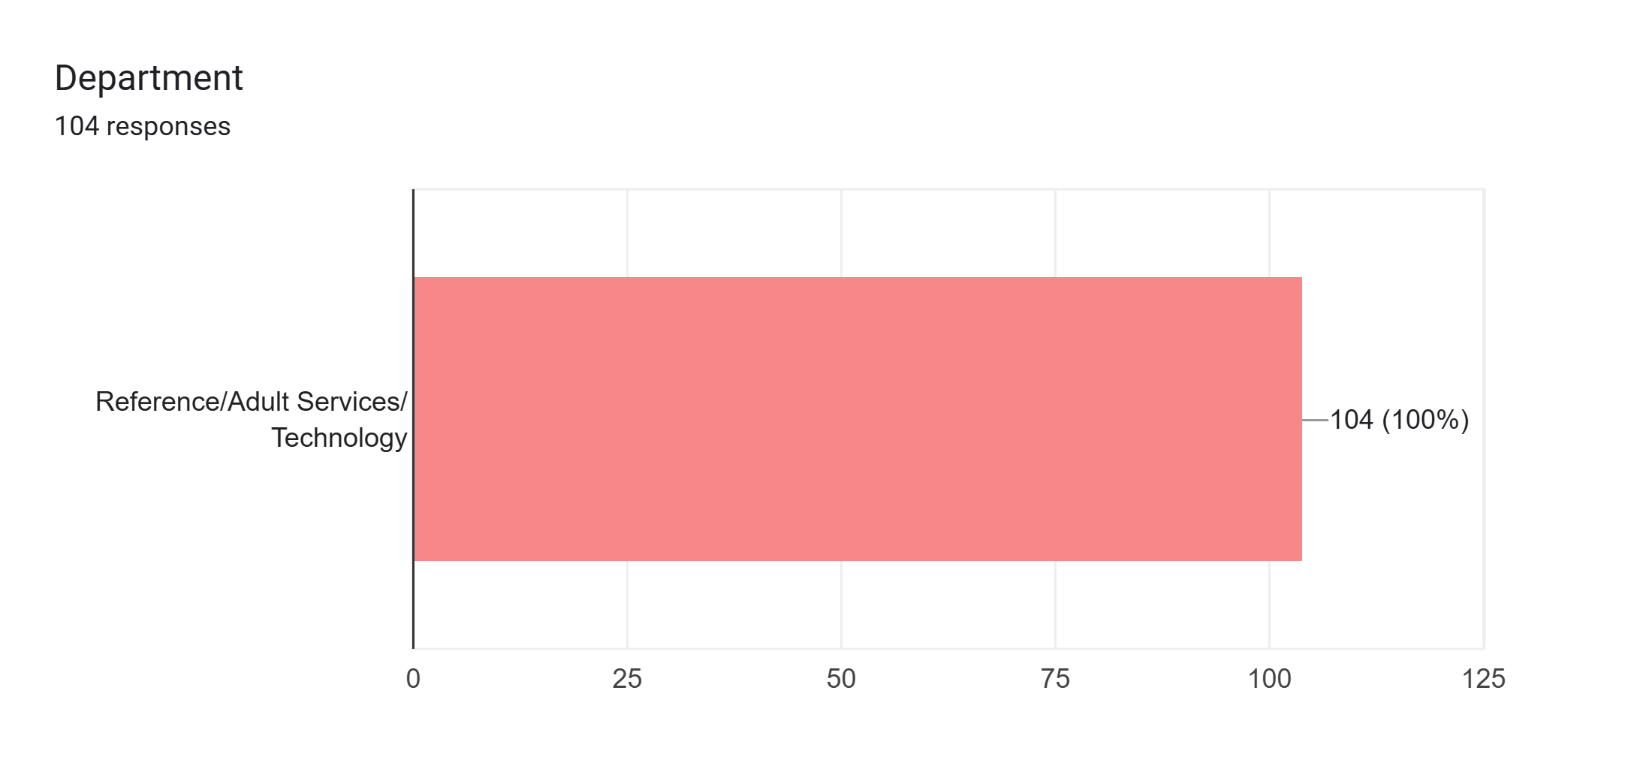 Department
104 responses
Reference/Adult Services/
Technology
104 (100%)
0 25 50 75 100 125